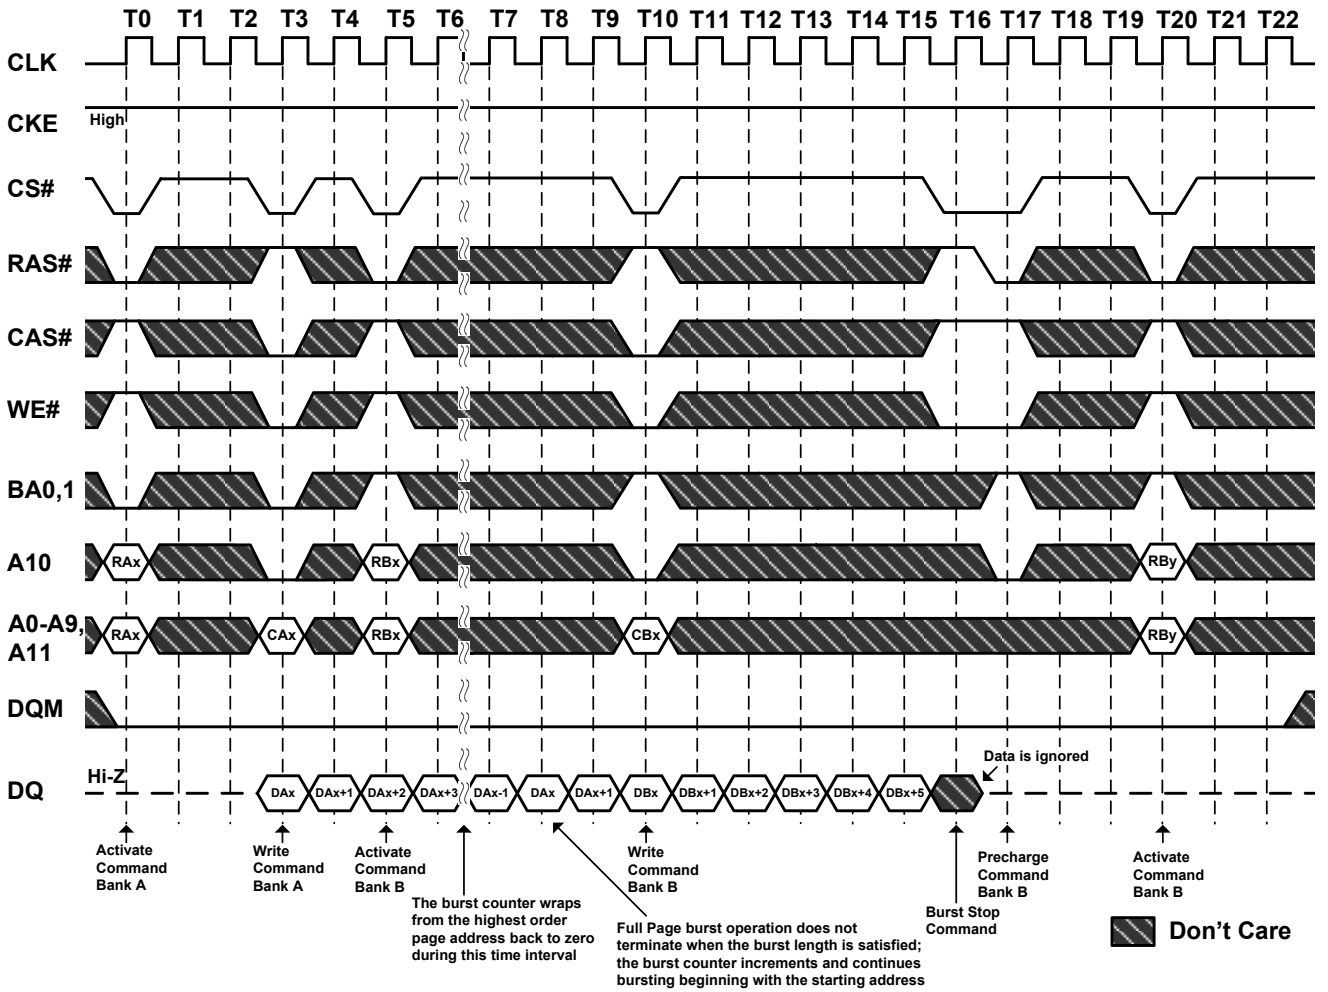 T0 T1 T2 T3 T4 T5 T6 T7 T8 T9 T10 T11 T12 T13 T14 T15 T16 T17 T18 T19 T20 T21 T22
CLK
CKE High
CS#
RAS#
CAS#
WE#
BA0,1
A10 RAx RBx RBy
A0-A9,
A11 RAx CAx RBx CBx RBy
DQM
Data is ignored
DQ Hi-Z DAx DAx+1 DAx+2 DAx+3 DAx-1 DAx DAx+1 DBx DBx+1 DBx+2 DBx+3 DBx+4 DBx+5
Activate
Command
Bank A
Write
Command
Bank A
Activate
Command
Bank B
The burst counter wraps
from the highest order
page address back to zero
during this time interval
Write
Command
Bank B
Full Page burst operation does not
terminate when the burst length is satisfied;
the burst counter increments and continues
bursting beginning with the starting address
Burst Stop
Command
Precharge
Command
Bank B
Activate
Command
Bank B
Don't Care